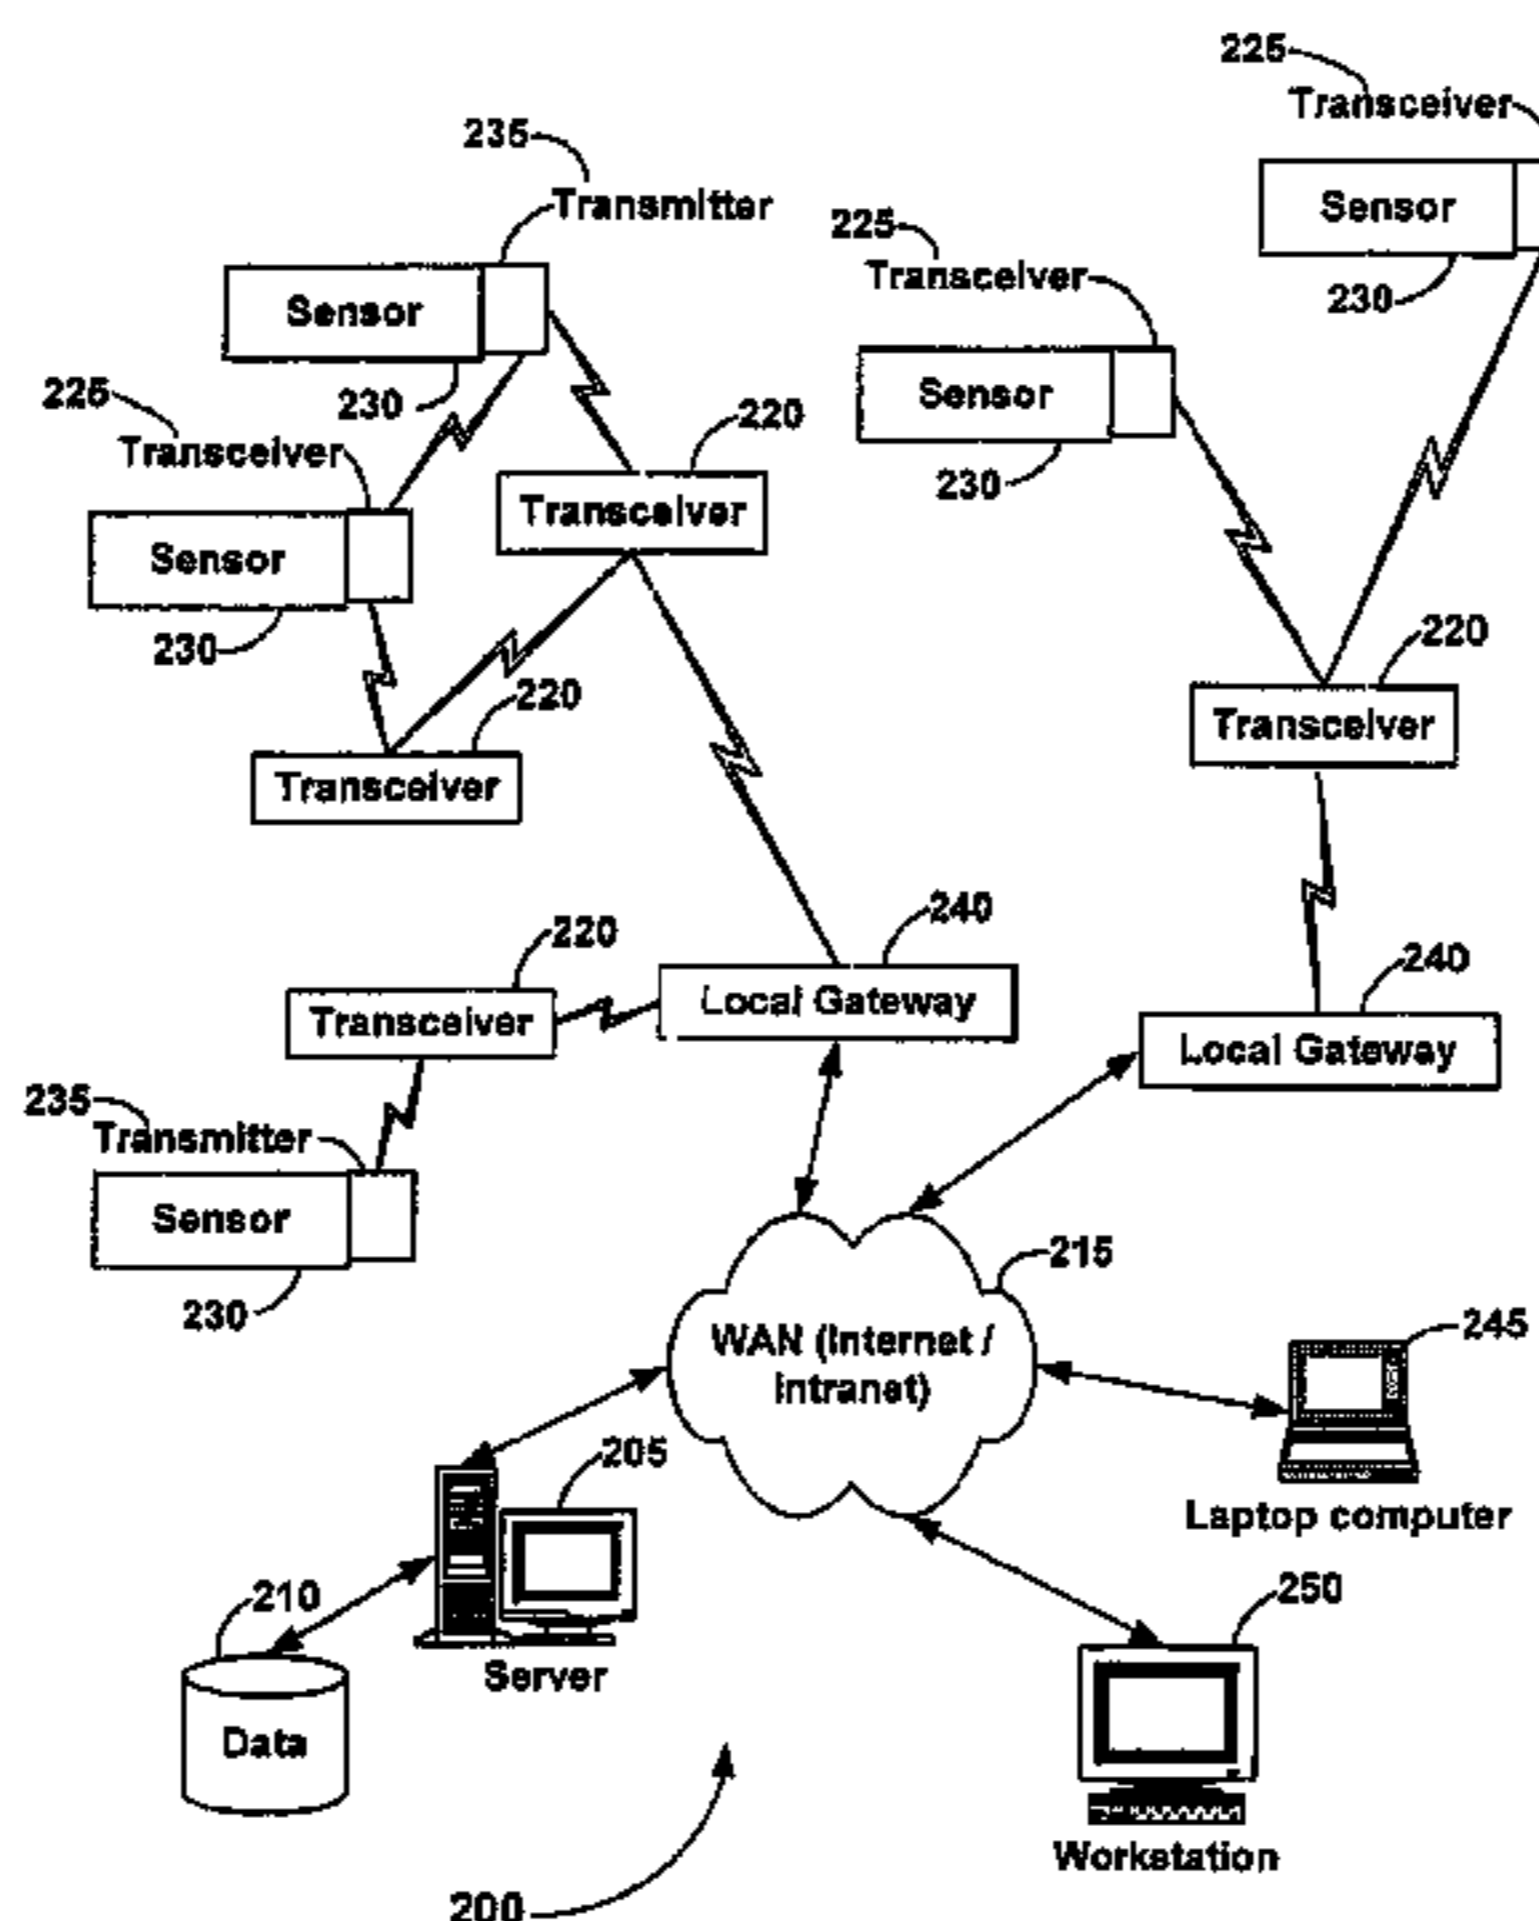 225
Transceiver
235
Transmitter
Sensor
225
Transceiver
Sensor
230
230
225
Transceiver
Sensor
230
220
Transceiver
Sensor
230
230
220
Transceiver
220
Transceiver
240
Local Gateway
220
Transceiver
240
Local Gateway
235
Transmitter
Sensor
230
215
WAN (Internet /
Intranet)
245
Laptop computer
205
Server
210
Data
250
Workstation
200